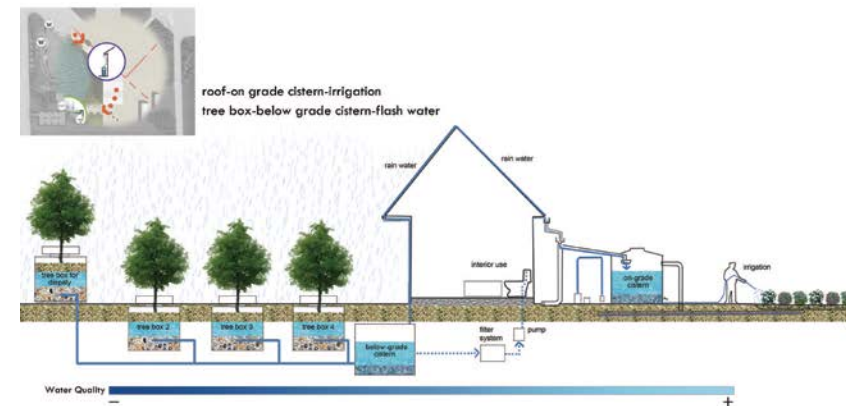 roof-on grade cistern-irrigation
tree box-below grade cistern-flash water
rain water
rain water
tree box for
dispaly
interior use
on-grade
cistern
irrigation
tree box 2
tree box 3
tree box 4
below-grade
cistern
filter
system
pump
Water Quality
–
+